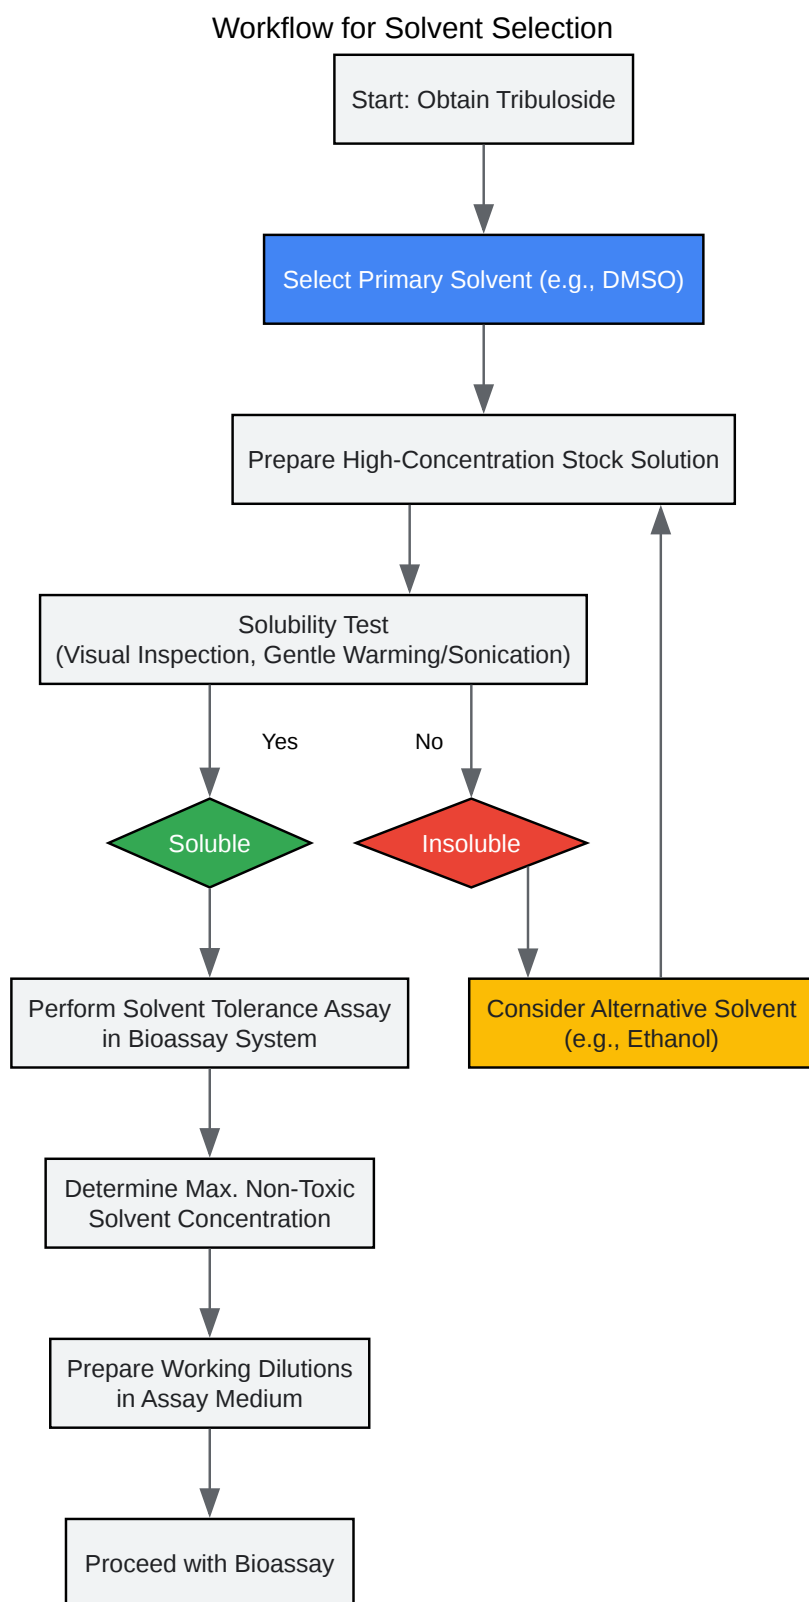 Workflow for Solvent Selection
Start: Obtain Tribuloside
Select Primary Solvent (e.g., DMSO)
Prepare High-Concentration Stock Solution
Solubility Test
(Visual Inspection, Gentle Warming/Sonication)
Yes
No
Soluble
Insoluble
Perform Solvent Tolerance Assay
in Bioassay System
Consider Alternative Solvent
(e.g., Ethanol)
Determine Max. Non-Toxic
Solvent Concentration
Prepare Working Dilutions
in Assay Medium
Proceed with Bioassay